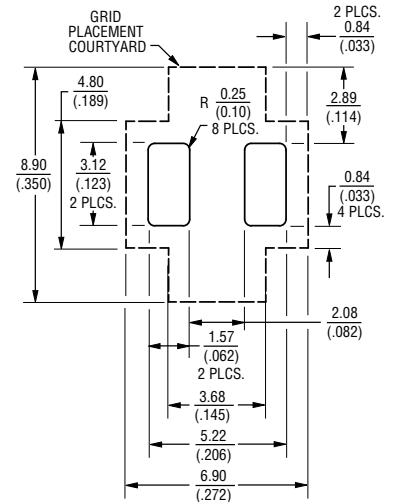 GRID
PLACEMENT
COURTYARD
2 PLCS.
0.84
(.033)
4.80
(.189)
R 0.25
(0.10)
8 PLCS.
2.89
(.114)
8.90
(.350)
3.12
(.123)
2 PLCS.
0.84
(.033)
4 PLCS.
2.08
(.082)
1.57
(.062)
2 PLCS.
3.68
(.145)
5.22
(.206)
6.90
(.272)